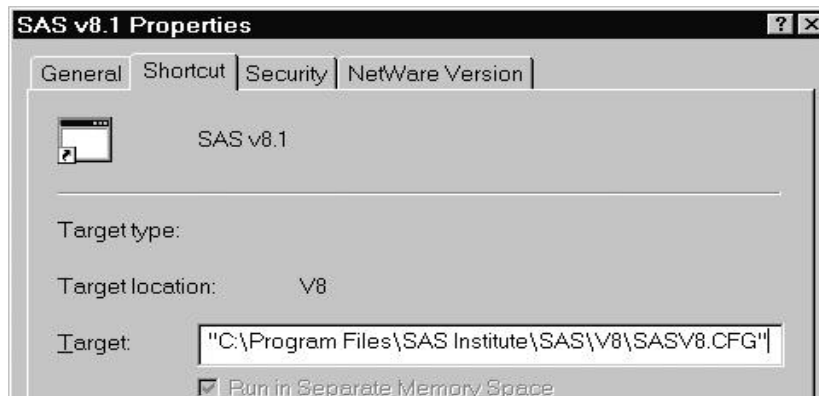 SAS v8.1 Properties
General Shortcut Security NetWare Version
SAS v8.1
Target type:
Target location: V8
Target: "C:\Program Files\SAS Institute\SAS\V8\SASV8.CFG"
Run in Separate Memory Space